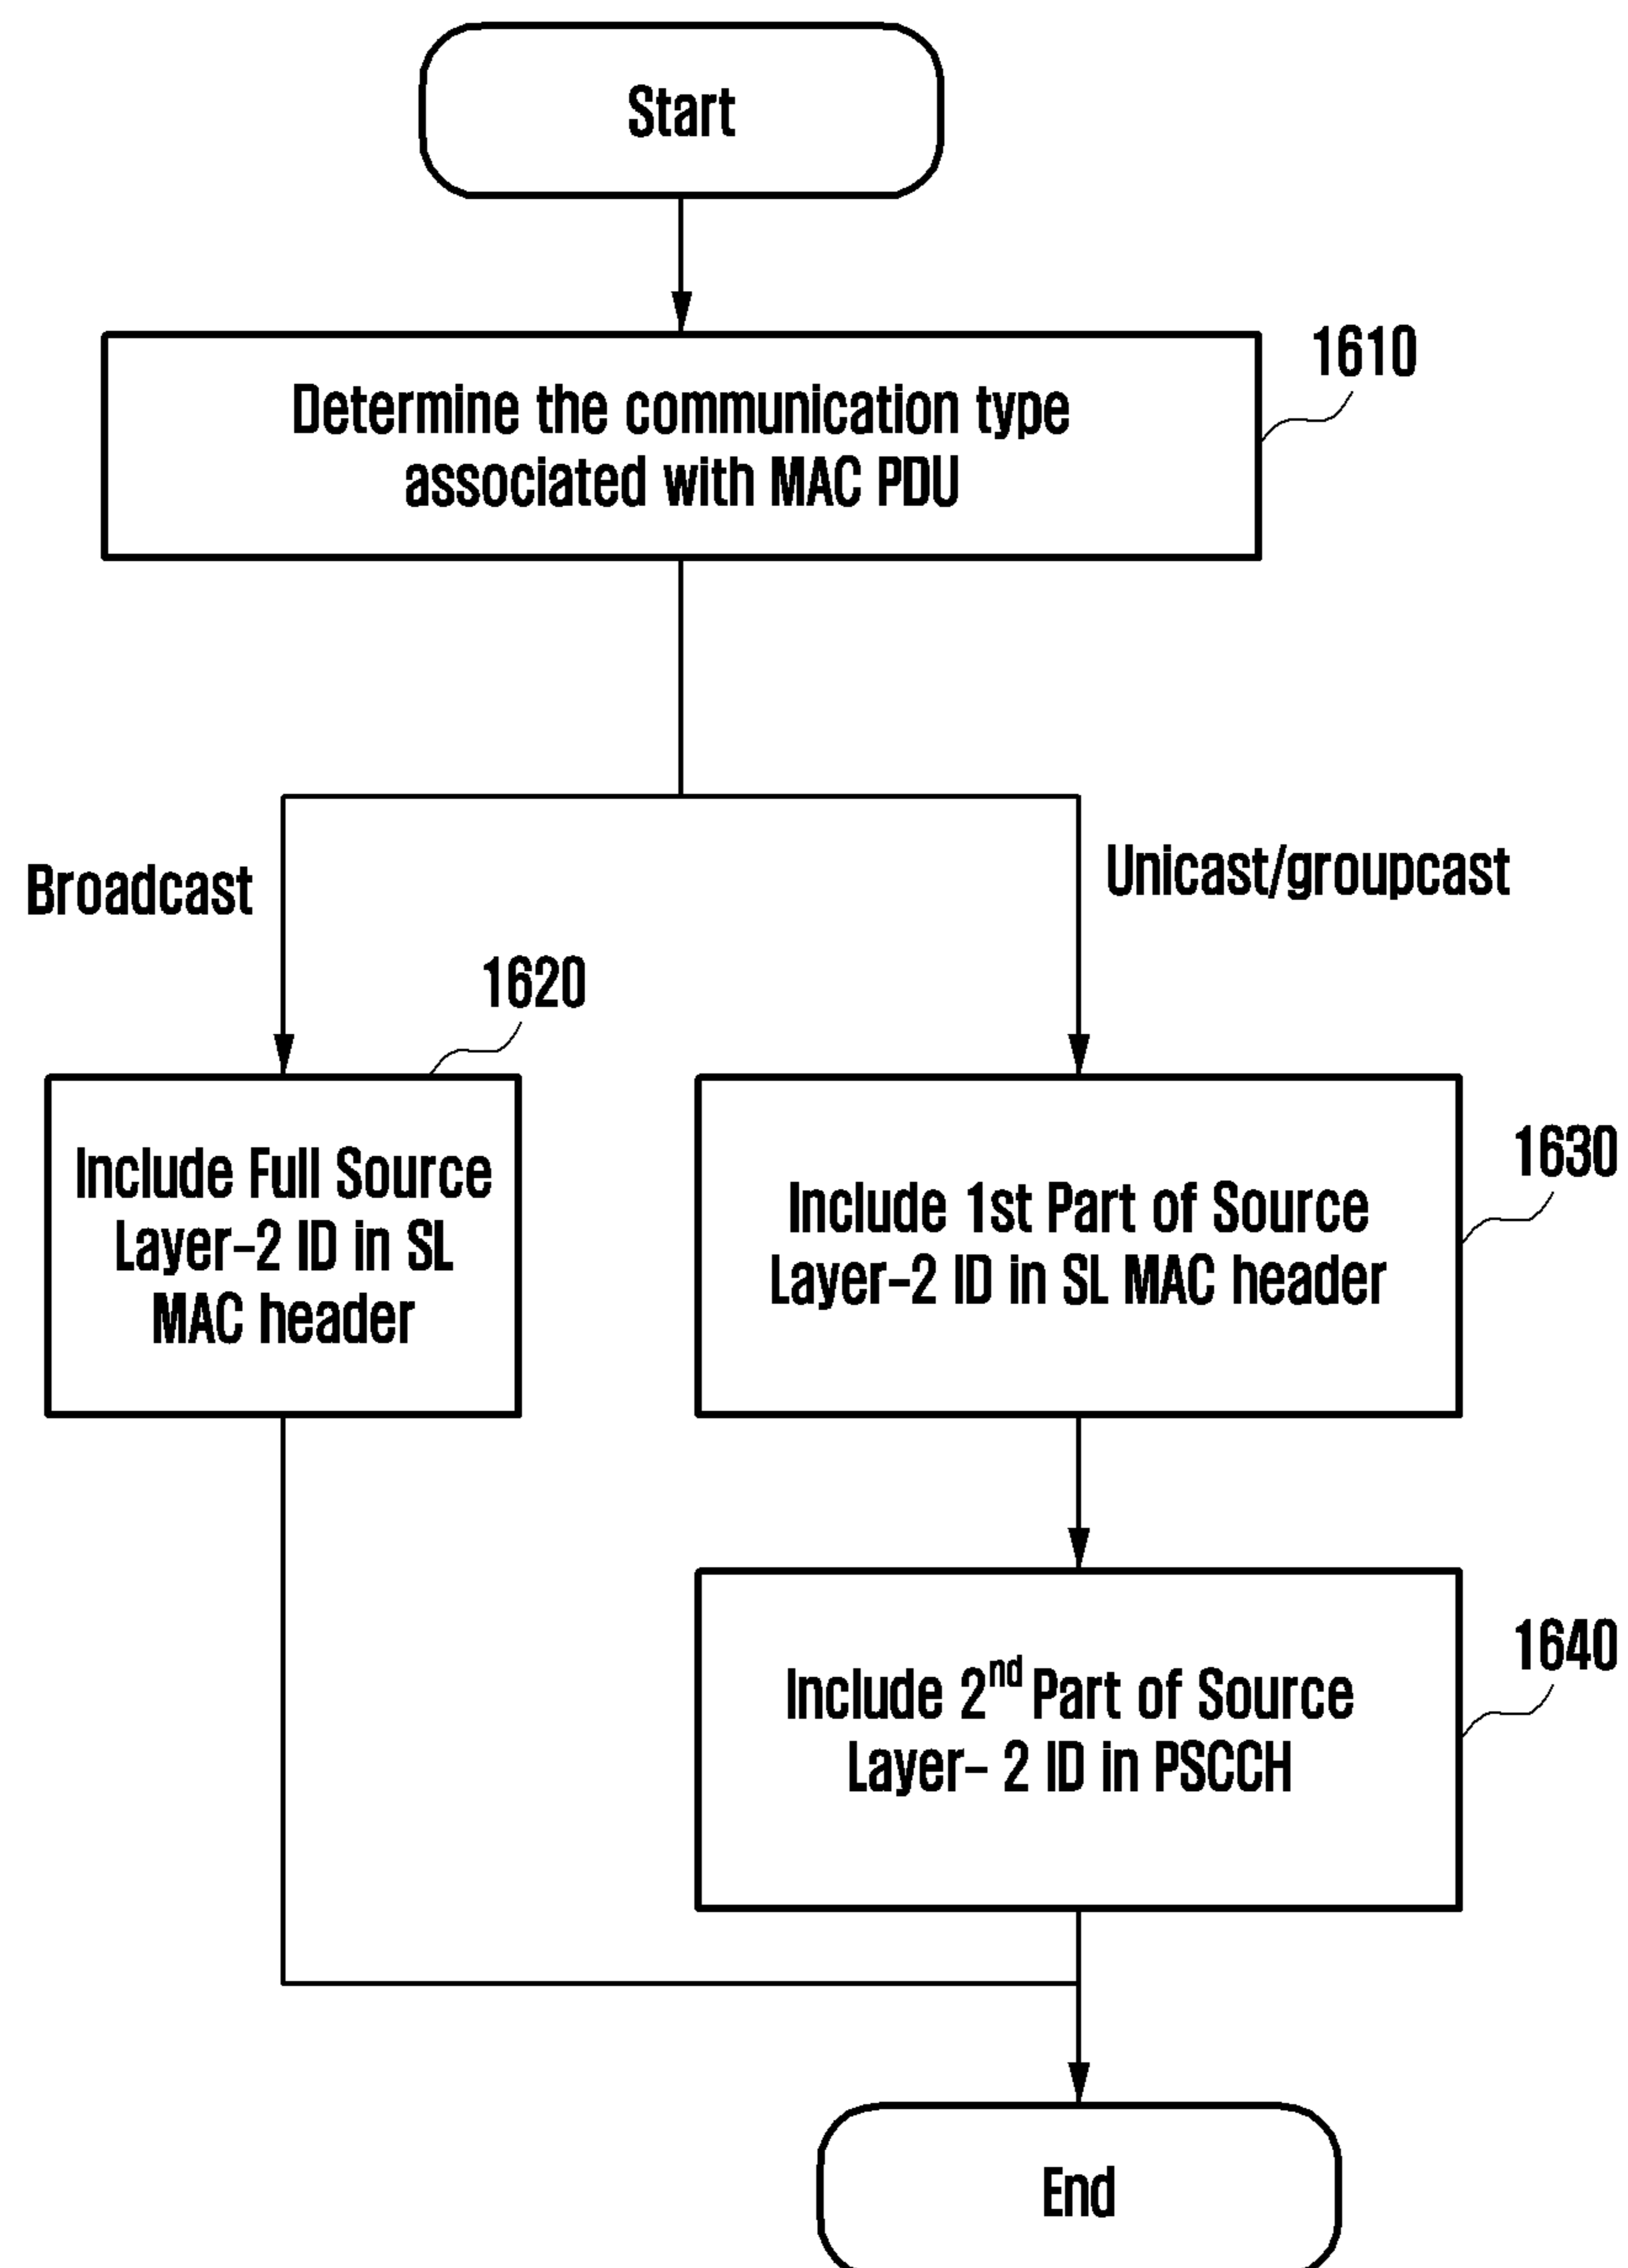 Start
1610
Determine the communication type
associated with MAC PDU
Broadcast
Unicast/groupcast
1620
Include Full Source
Layer-2 ID in SL
MAC header
1630
Include 1st Part of Source
Layer-2 ID in SL MAC header
1640
Include 2nd Part of Source
Layer- 2 ID in PSCCH
End